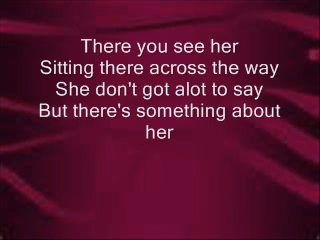 There you see her
Sitting there across the way
She don't got alot to say
But there's something about
her